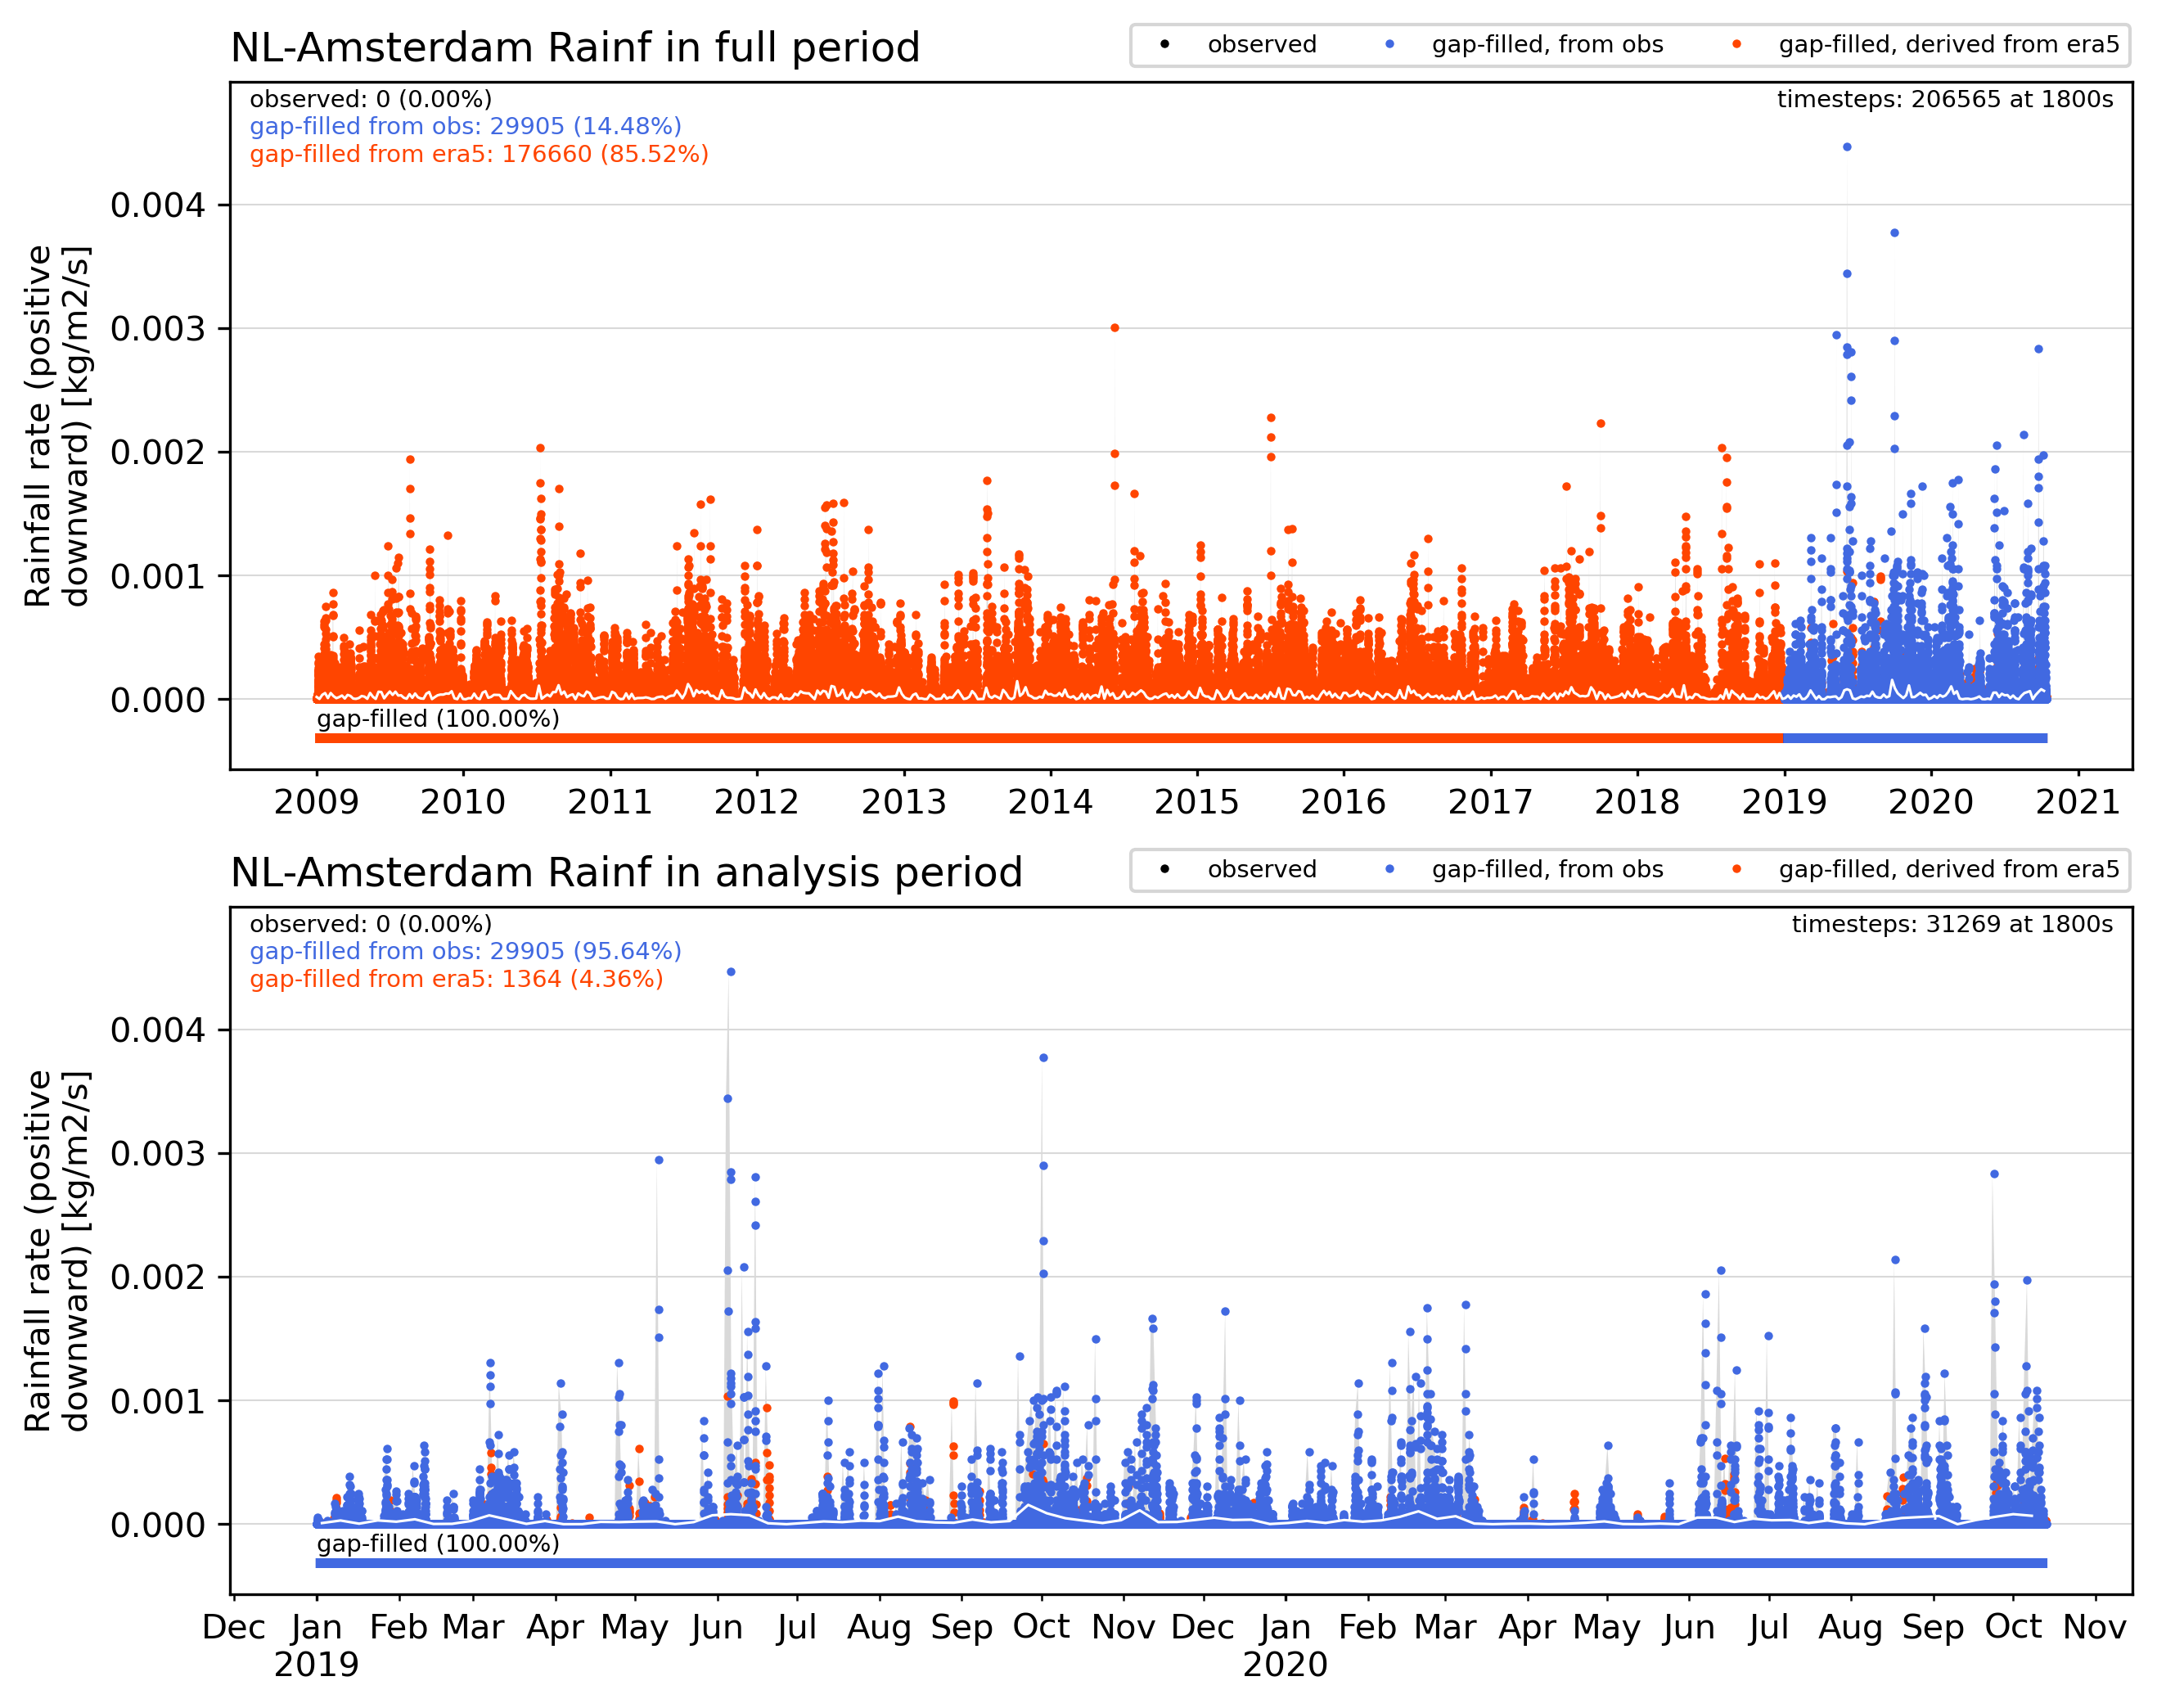 NL-Amsterdam Rainf in full period
observed
gap-filled, from obs
gap-filled, derived from era5
observed: 0 (0.00%)
gap-filled from obs: 29905 (14.48%)
gap-filled from era5: 176660 (85.52%)
timesteps: 206565 at 1800s
Rainfall rate (positive
downward) [kg/m2/s]
0.004
0.003
0.002
0.001
0.000
gap-filled (100.00%)
2009 2010 2011 2012 2013 2014 2015 2016 2017 2018 2019 2020 2021
NL-Amsterdam Rainf in analysis period
observed
gap-filled, from obs
gap-filled, derived from era5
observed: 0 (0.00%)
gap-filled from obs: 29905 (95.64%)
gap-filled from era5: 1364 (4.36%)
timesteps: 31269 at 1800s
Rainfall rate (positive
downward) [kg/m2/s]
0.004
0.003
0.002
0.001
0.000
gap-filled (100.00%)
Dec Jan Feb Mar Apr May Jun Jul Aug Sep Oct Nov Dec Jan Feb Mar Apr May Jun Jul Aug Sep Oct Nov
2019 2020